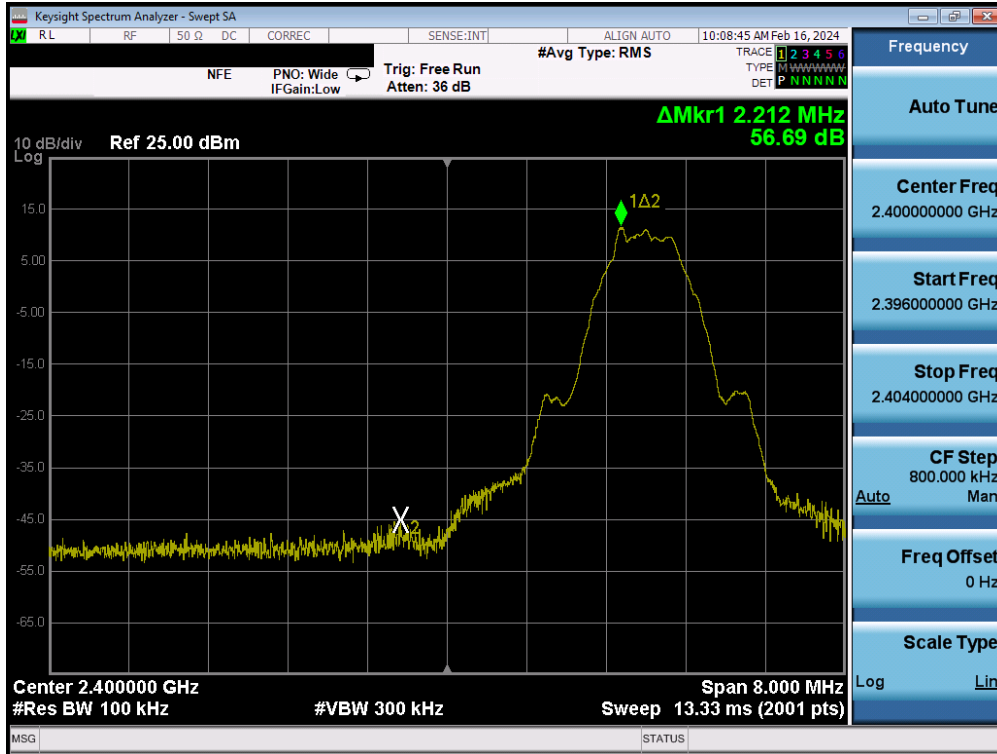 Keysight Spectrum Analyzer - Swept SA
LXI RL RF 50 Ω DC CORREC SENSE:INT ALIGN AUTO 10:08:45 AM Feb 16, 2024
#Avg Type: RMS
TRACE 1 2 3 4 5 6
TYPE M W W W W W
DET P N N N N N
NFE
PNO: Wide
IFGain:Low
Trig: Free Run
Atten: 36 dB
ΔMkr1 2.212 MHz
56.69 dB
10 dB/div
Log
Ref 25.00 dBm
15.0
5.00
-5.00
-15.0
-25.0
-35.0
-45.0
-55.0
-65.0
1Δ2
X2
Center 2.400000 GHz
Span 8.000 MHz
#Res BW 100 kHz
#VBW 300 kHz
Sweep 13.33 ms (2001 pts)
MSG
STATUS
Frequency
Auto Tune
Center Freq
2.400000000 GHz
Start Freq
2.396000000 GHz
Stop Freq
2.404000000 GHz
CF Step
800.000 kHz
Auto Man
Freq Offset
0 Hz
Scale Type
Log Lin